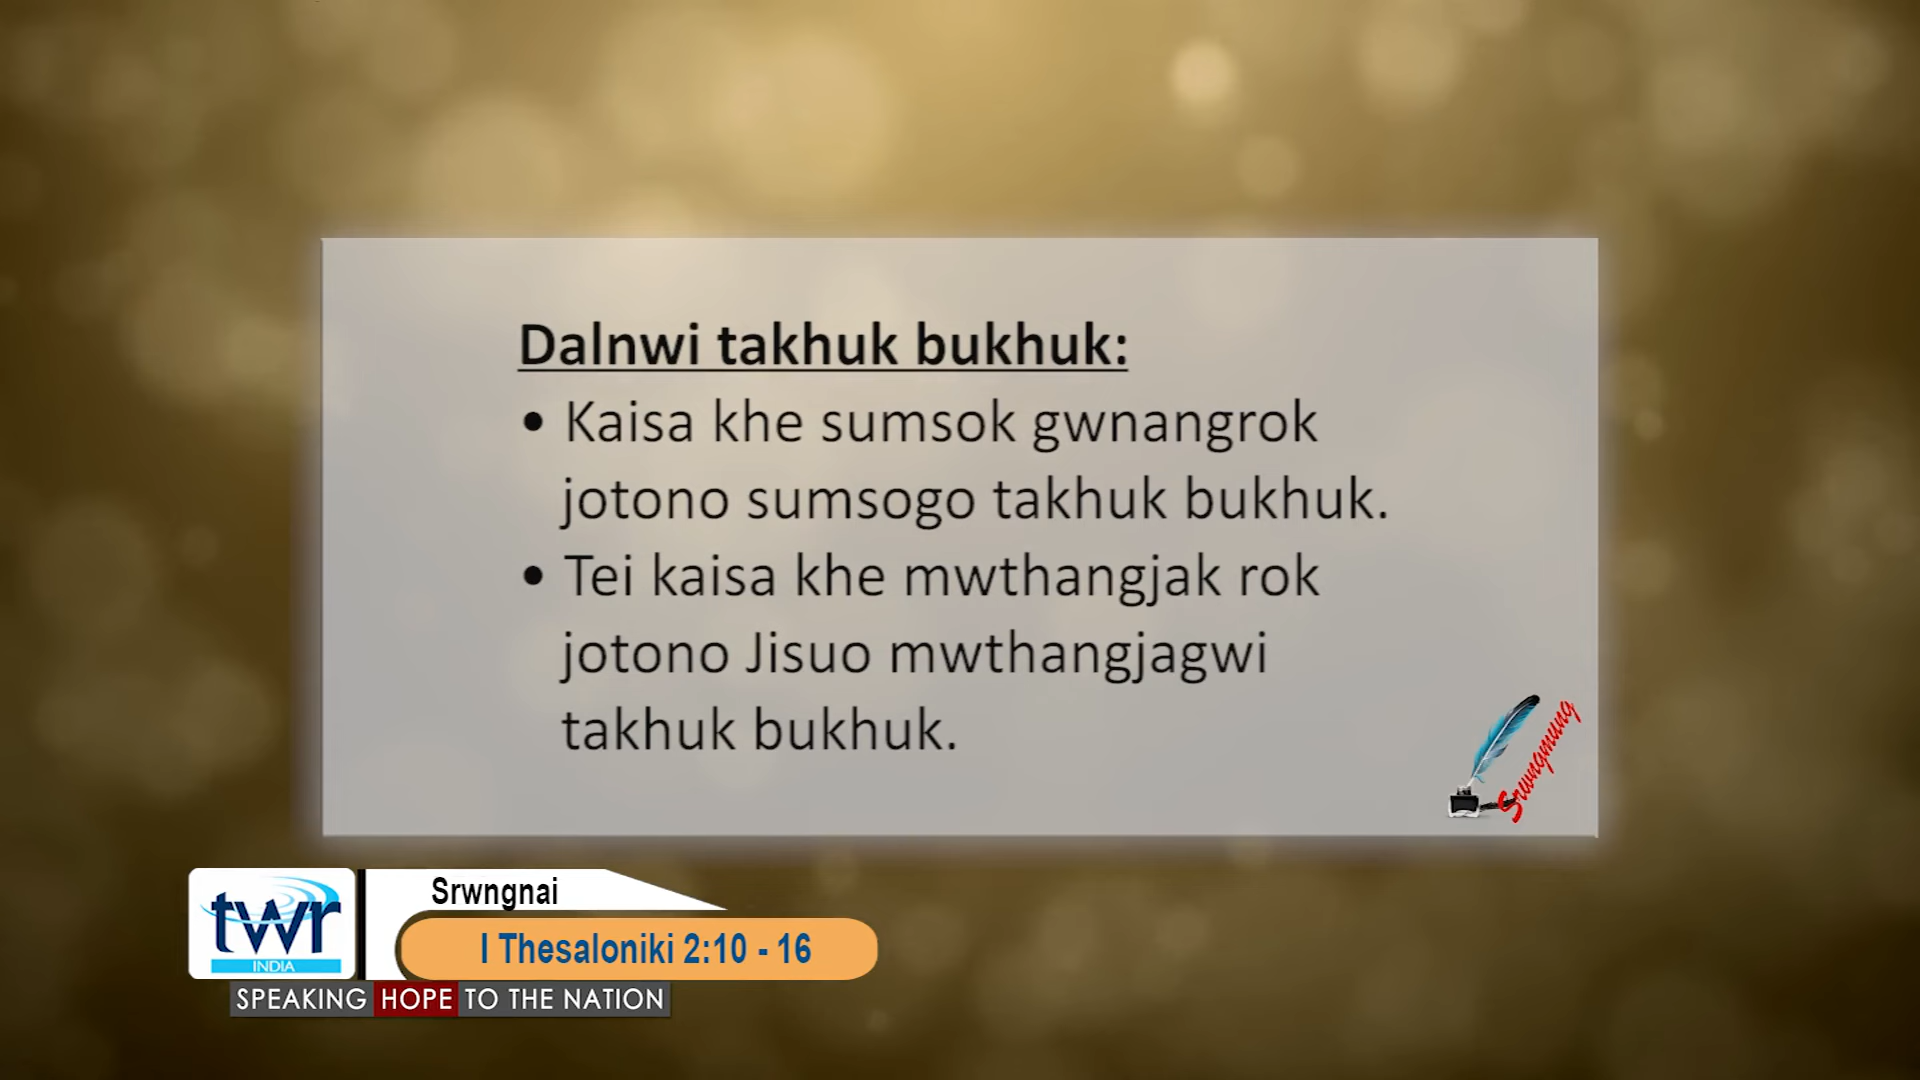 Dalnwi takhuk bukhuk:
• Kaisa khe sumsok gwnangrok
jotono sumsogo takhuk bukhuk.
• Tei kaisa khe mwthangjak rok
jotono Jisuo mwthangjagwi
takhuk bukhuk.
Srwngmung
twr
INDIA
Srwngnai
I Thesaloniki 2:10 - 16
SPEAKING HOPE TO THE NATION